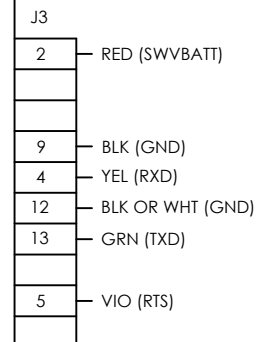 J3
2 RED (SWVBATT)
9 BLK (GND)
4 YEL (RXD)
12 BLK OR WHT (GND)
13 GRN (TXD)
5 VIO (RTS)